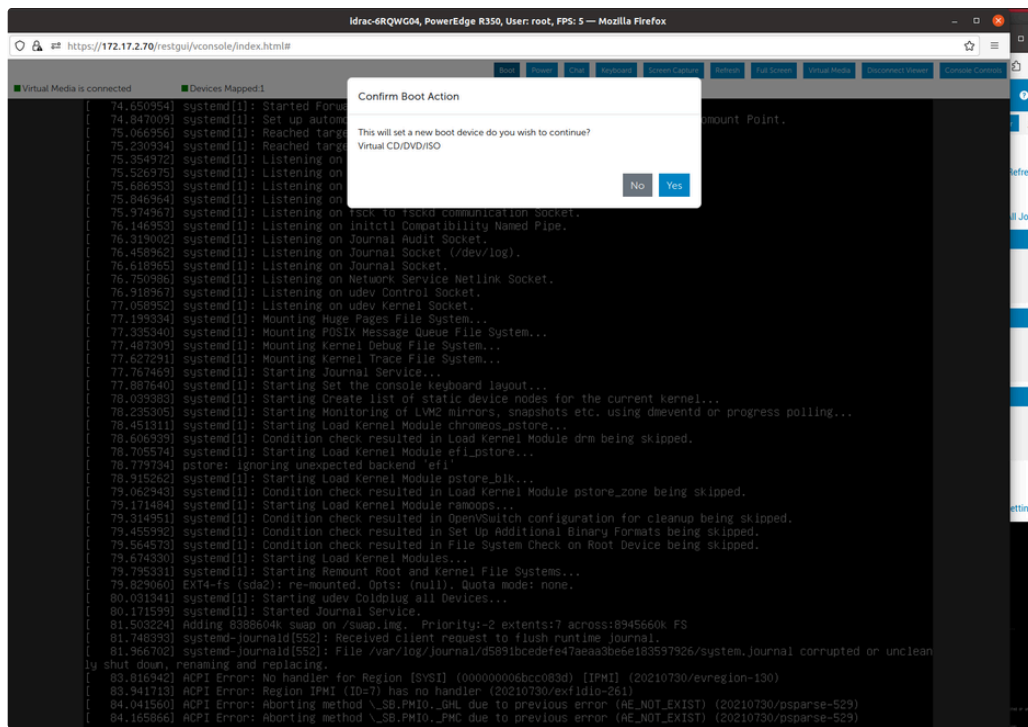 idrac-6RQWG04, PowerEdge R350, User: root, FPS: 5 — Mozilla Firefox
https://172.17.2.70/restgui/vconsole/index.html#
Boot Power Chat Keyboard Screen Capture Refresh Full Screen Virtual Media Disconnect Viewer Console Controls
Virtual Media is connected Devices Mapped:1
Confirm Boot Action
This will set a new boot device do you wish to continue?
Virtual CD/DVD/ISO
No Yes
[ 74.650954] systemd[1]: Started Forwa
[ 74.847009] systemd[1]: Set up automo omount Point.
[ 75.066956] systemd[1]: Reached targe
[ 75.230934] systemd[1]: Reached targe
[ 75.354972] systemd[1]: Listening on
[ 75.526975] systemd[1]: Listening on
[ 75.686953] systemd[1]: Listening on
[ 75.846964] systemd[1]: Listening on
[ 75.974967] systemd[1]: Listening on fsck to fsckd communication Socket.
[ 76.146953] systemd[1]: Listening on initctl Compatibility Named Pipe.
[ 76.319002] systemd[1]: Listening on Journal Audit Socket.
[ 76.458962] systemd[1]: Listening on Journal Socket (/dev/log).
[ 76.618965] systemd[1]: Listening on Journal Socket.
[ 76.750986] systemd[1]: Listening on Network Service Netlink Socket.
[ 76.918967] systemd[1]: Listening on udev Control Socket.
[ 77.058952] systemd[1]: Listening on udev Kernel Socket.
[ 77.199334] systemd[1]: Mounting Huge Pages File System...
[ 77.335340] systemd[1]: Mounting POSIX Message Queue File System...
[ 77.487309] systemd[1]: Mounting Kernel Debug File System...
[ 77.627291] systemd[1]: Mounting Kernel Trace File System...
[ 77.767469] systemd[1]: Starting Journal Service...
[ 77.887640] systemd[1]: Starting Set the console keyboard layout...
[ 78.039383] systemd[1]: Starting Create list of static device nodes for the current kernel...
[ 78.235305] systemd[1]: Starting Monitoring of LVM2 mirrors, snapshots etc. using dmeventd or progress polling...
[ 78.451311] systemd[1]: Starting Load Kernel Module chromeos_pstore...
[ 78.606939] systemd[1]: Condition check resulted in Load Kernel Module drm being skipped.
[ 78.705574] systemd[1]: Starting Load Kernel Module efi_pstore...
[ 78.779734] pstore: ignoring unexpected backend 'efi'
[ 78.915262] systemd[1]: Starting Load Kernel Module pstore_blk...
[ 79.062943] systemd[1]: Condition check resulted in Load Kernel Module pstore_zone being skipped.
[ 79.171484] systemd[1]: Starting Load Kernel Module ramoops...
[ 79.314951] systemd[1]: Condition check resulted in OpenVSwitch configuration for cleanup being skipped.
[ 79.455992] systemd[1]: Condition check resulted in Set Up Additional Binary Formats being skipped.
[ 79.564573] systemd[1]: Condition check resulted in File System Check on Root Device being skipped.
[ 79.674330] systemd[1]: Starting Load Kernel Modules...
[ 79.795331] systemd[1]: Starting Remount Root and Kernel File Systems...
[ 79.829060] EXT4-fs (sda2): re-mounted. Opts: (null). Quota mode: none.
[ 80.031341] systemd[1]: Starting udev Coldplug all Devices...
[ 80.171599] systemd[1]: Started Journal Service.
[ 81.503224] Adding 8388604k swap on /swap.img. Priority:-2 extents:7 across:8945660k FS
[ 81.748393] systemd-journald[552]: Received client request to flush runtime journal.
[ 81.966702] systemd-journald[552]: File /var/log/journal/d5891bcedefe47aeaa3be6e183597926/system.journal corrupted or unclean
ly shut down, renaming and replacing.
[ 83.816942] ACPI Error: No handler for Region [SYSI] (000000006bcc083d) [IPMI] (20210730/evregion-130)
[ 83.941713] ACPI Error: Region IPMI (ID=7) has no handler (20210730/exfldio-261)
[ 84.041560] ACPI Error: Aborting method \_SB.PMIO._GHL due to previous error (AE_NOT_EXIST) (20210730/psparse-529)
[ 84.165866] ACPI Error: Aborting method \_SB.PMIO._PMC due to previous error (AE_NOT_EXIST) (20210730/psparse-529)
lefre
ll Jo
ettin